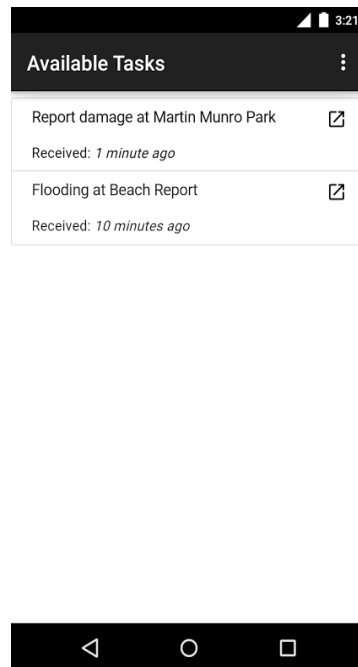 3:21
Available Tasks
Report damage at Martin Munro Park
Received: 1 minute ago
Flooding at Beach Report
Received: 10 minutes ago